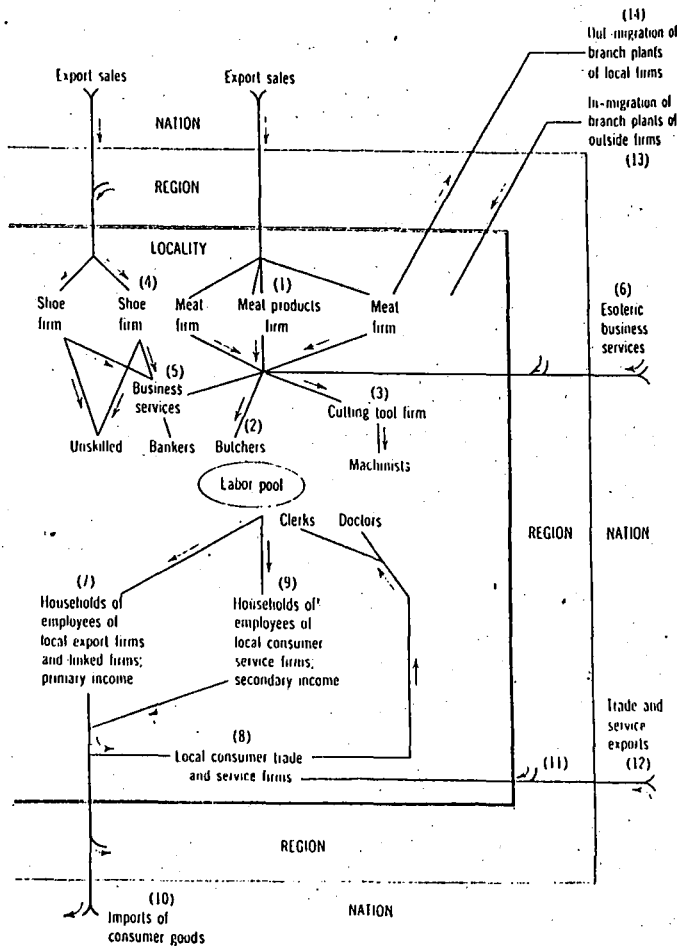 (14)
Out-migration of
branch plants
of local firms
Export sales
Export sales
In-migration of
branch plants of
outside firms
(13)
NATION
REGION
LOCALITY
(4)
(1)
Shoe
firm
Shoe
firm
Meat
firm
Meat products
firm
Meat
firm
(6)
Esoteric
business
services
(5)
Business
services
(3)
Cutting tool firm
(2)
Unskilled
Bankers
Butchers
Machinists
Labor pool
Clerks
Doctors
REGION
NATION
(7)
Households of
employees of
local export firms
and linked firms;
primary income
(9)
Households of
employees of
local consumer
service firms;
secondary income
Trade and
service
exports
(8)
Local consumer trade
and service firms
(11)
(12)
REGION
(10)
Imports of
consumer goods
NATION